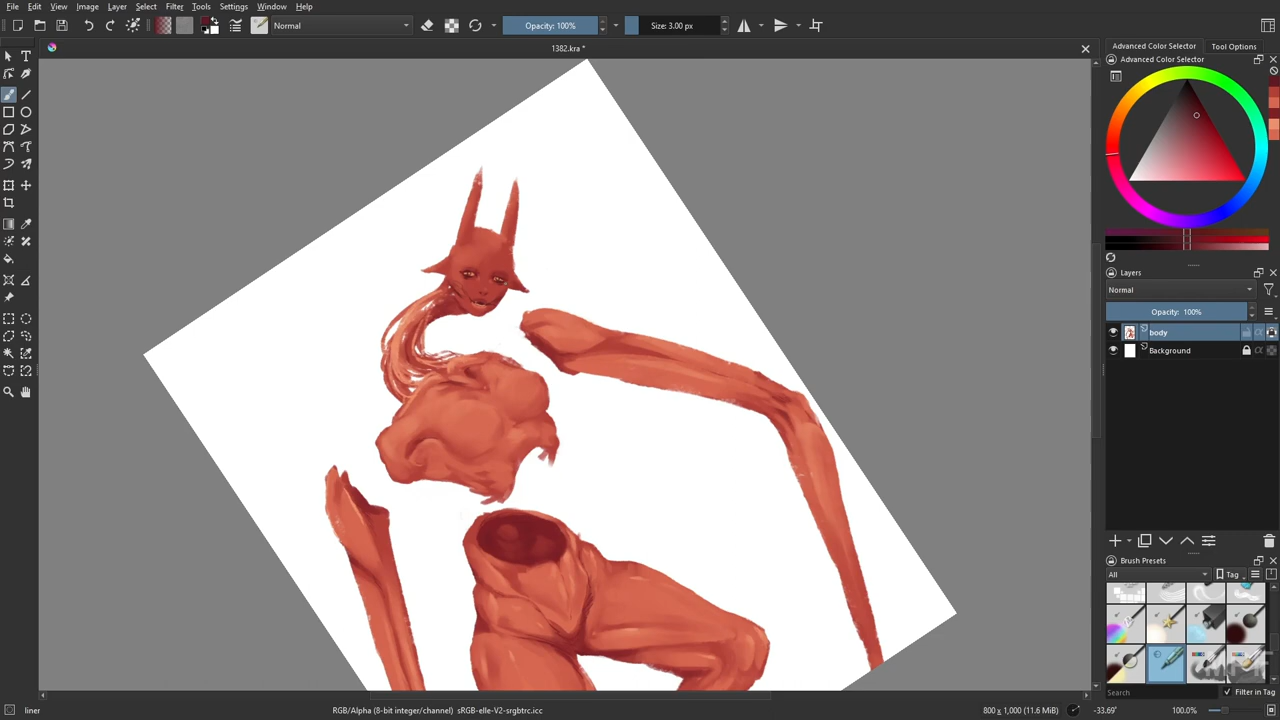 File Edit View Image Layer Select Filter Tools Settings Window Help
Normal
Opacity: 100%
Size: 3.00 px
1382.kra *
Advanced Color Selector
Tool Options
Advanced Color Selector
Layers
Normal
Opacity: 100%
body
Background
Brush Presets
All
Tag
Search
Filter in Tag
liner
RGB/Alpha (8-bit integer/channel) sRGB-elle-V2-srgbtrc.icc
800 x 1,000 (11.6 MiB)
-33.69°
100.0%